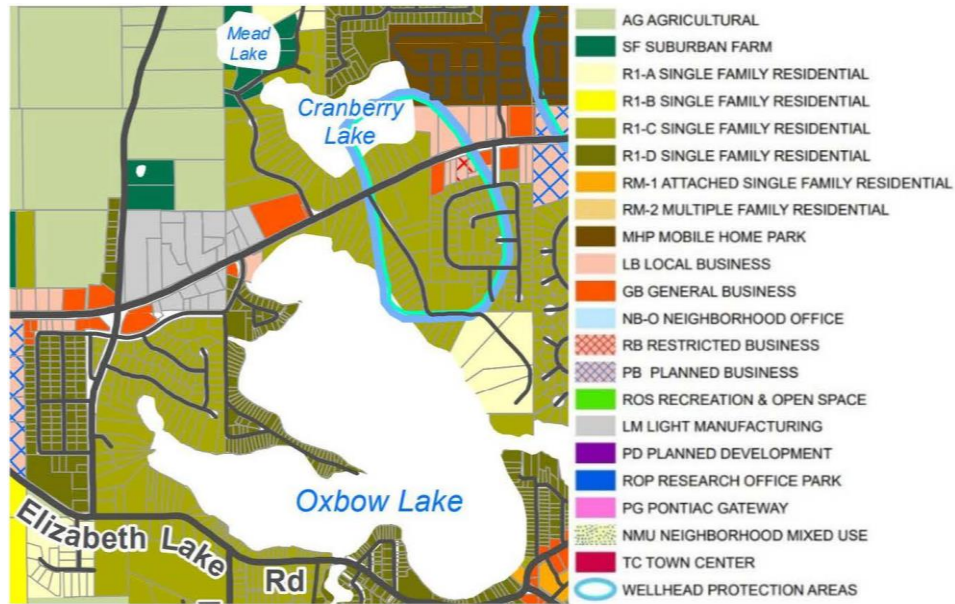 Mead
Lake
Cranberry
Lake
Oxbow Lake
Elizabeth Lake
Rd
AG AGRICULTURAL
SF SUBURBAN FARM
R1-A SINGLE FAMILY RESIDENTIAL
R1-B SINGLE FAMILY RESIDENTIAL
R1-C SINGLE FAMILY RESIDENTIAL
R1-D SINGLE FAMILY RESIDENTIAL
RM-1 ATTACHED SINGLE FAMILY RESIDENTIAL
RM-2 MULTIPLE FAMILY RESIDENTIAL
MHP MOBILE HOME PARK
LB LOCAL BUSINESS
GB GENERAL BUSINESS
NB-O NEIGHBORHOOD OFFICE
RB RESTRICTED BUSINESS
PB PLANNED BUSINESS
ROS RECREATION & OPEN SPACE
LM LIGHT MANUFACTURING
PD PLANNED DEVELOPMENT
ROP RESEARCH OFFICE PARK
PG PONTIAC GATEWAY
NMU NEIGHBORHOOD MIXED USE
TC TOWN CENTER
WELLHEAD PROTECTION AREAS